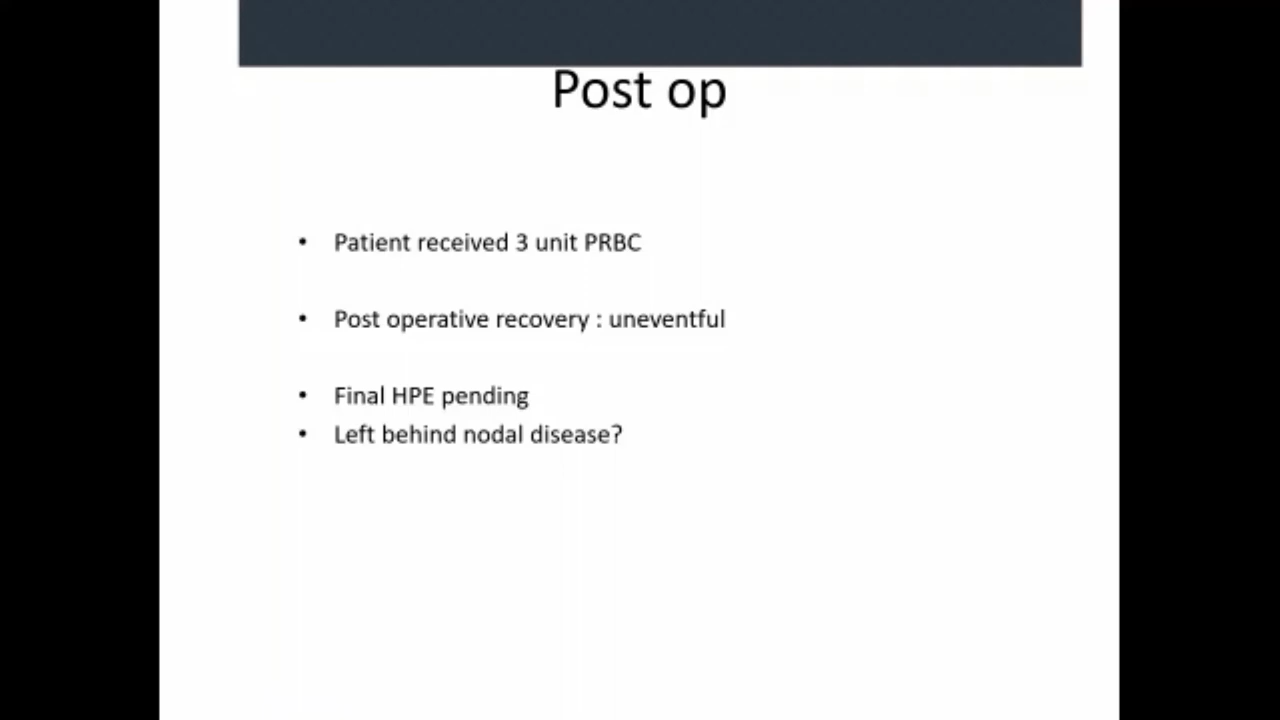 Post op
• Patient received 3 unit PRBC
• Post operative recovery : uneventful
• Final HPE pending
• Left behind nodal disease?